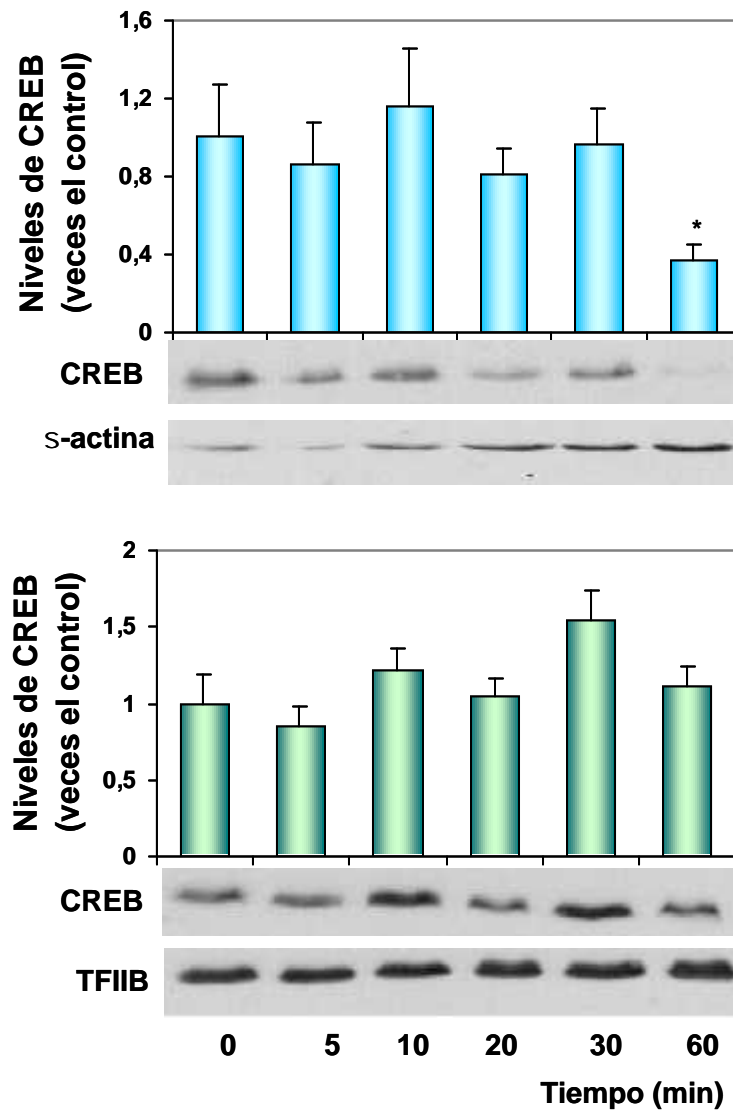 Niveles de CREB
(veces el control)
1,6
1,2
0,8
0,4
0
*
CREB
s-actina
Niveles de CREB
(veces el control)
2
1,5
1
0,5
0
CREB
TFIIB
0 5 10 20 30 60
Tiempo (min)